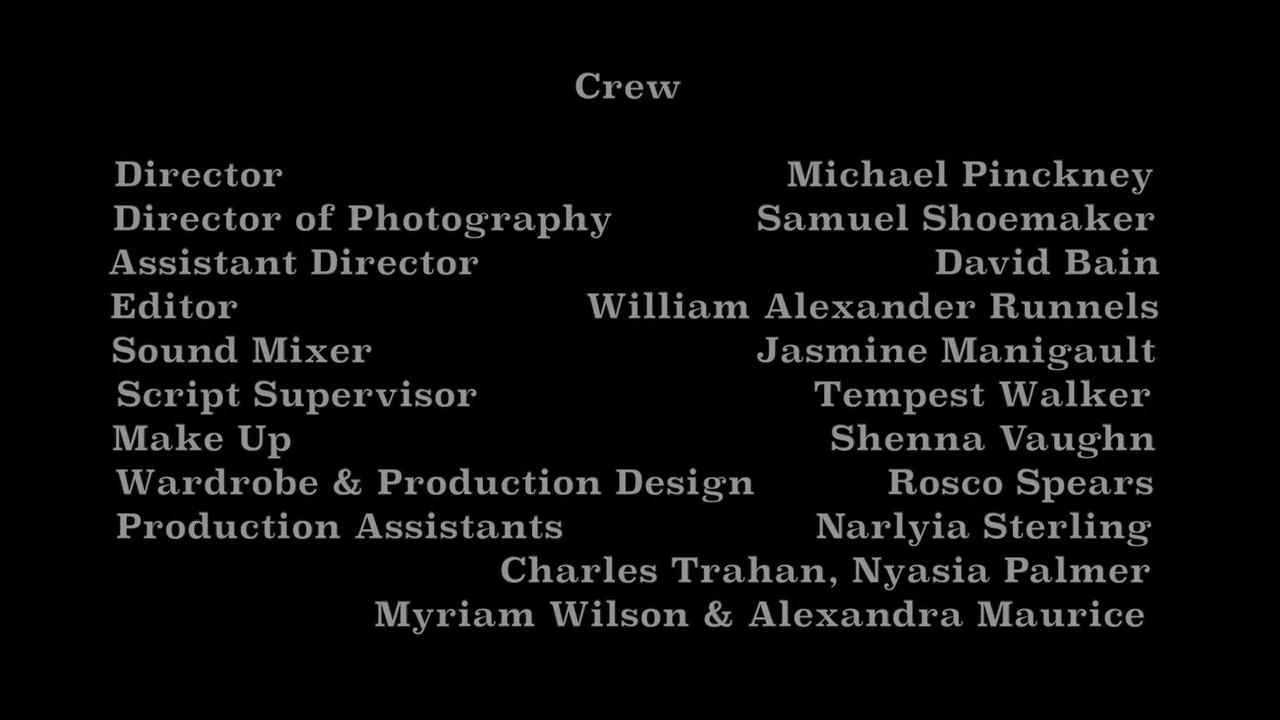 Crew
Director Michael Pinckney
Director of Photography Samuel Shoemaker
Assistant Director David Bain
Editor William Alexander Runnels
Sound Mixer Jasmine Manigault
Script Supervisor Tempest Walker
Make Up Shenna Vaughn
Wardrobe & Production Design Rosco Spears
Production Assistants Narlyia Sterling
Charles Trahan, Nyasia Palmer
Myriam Wilson & Alexandra Maurice